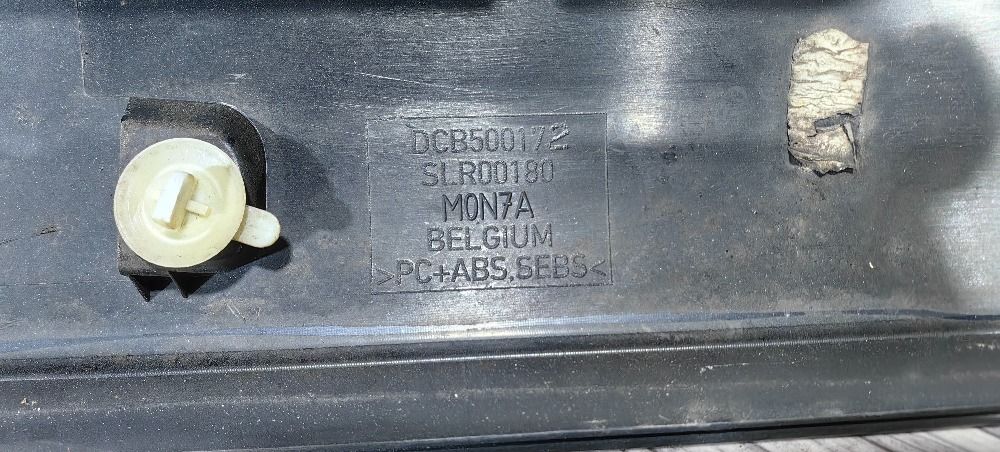 DCB500172
SLR00180
M0N7A
BELGIUM
>PC+ABS.SEBS<